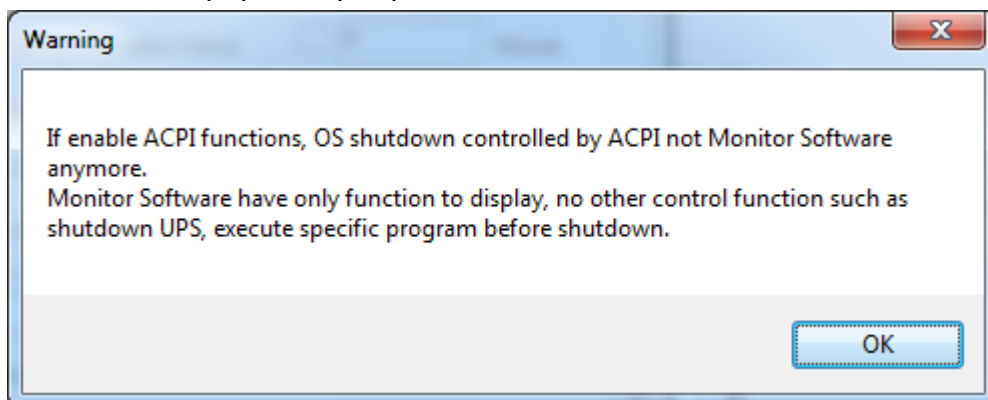 Warning
If enable ACPI functions, OS shutdown controlled by ACPI not Monitor Software
anymore.
Monitor Software have only function to display, no other control function such as
shutdown UPS, execute specific program before shutdown.
OK